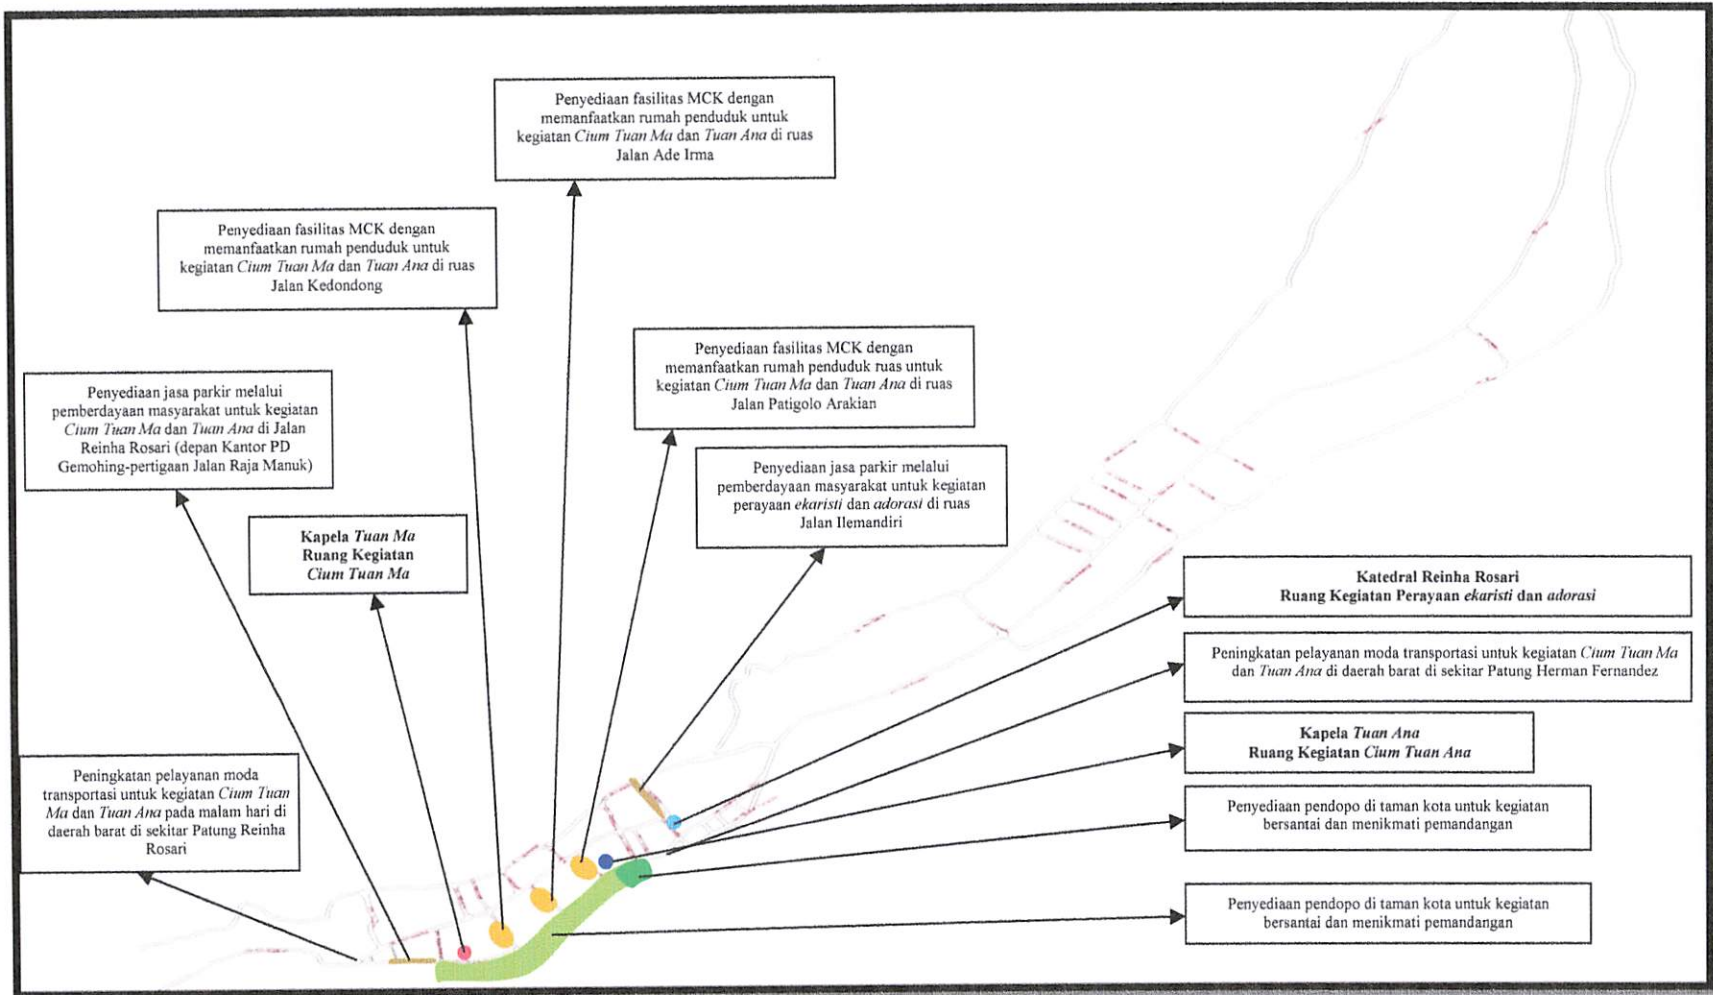 Penyediaan fasilitas MCK dengan
memanfaatkan rumah penduduk untuk
kegiatan Cium Tuan Ma dan Tuan Ana di ruas
Jalan Ade Irma
Penyediaan fasilitas MCK dengan
memanfaatkan rumah penduduk untuk
kegiatan Cium Tuan Ma dan Tuan Ana di ruas
Jalan Kedondong
Penyediaan fasilitas MCK dengan
memanfaatkan rumah penduduk ruas untuk
kegiatan Cium Tuan Ma dan Tuan Ana di ruas
Jalan Patigolo Arakian
Penyediaan jasa parkir melalui
pemberdayaan masyarakat untuk kegiatan
Cium Tuan Ma dan Tuan Ana di Jalan
Reinha Rosari (depan Kantor PD
Gemohing-pertigaan Jalan Raja Manuk)
Penyediaan jasa parkir melalui
pemberdayaan masyarakat untuk kegiatan
perayaan ekaristi dan adorasi di ruas
Jalan Ilemandiri
Kapela Tuan Ma
Ruang Kegiatan
Cium Tuan Ma
Katedral Reinha Rosari
Ruang Kegiatan Perayaan ekaristi dan adorasi
Peningkatan pelayanan moda transportasi untuk kegiatan Cium Tuan Ma
dan Tuan Ana di daerah barat di sekitar Patung Herman Fernandez
Kapela Tuan Ana
Ruang Kegiatan Cium Tuan Ana
Peningkatan pelayanan moda
transportasi untuk kegiatan Cium Tuan
Ma dan Tuan Ana pada malam hari di
daerah barat di sekitar Patung Reinha
Rosari
Penyediaan pendopo di taman kota untuk kegiatan
bersantai dan menikmati pemandangan
Penyediaan pendopo di taman kota untuk kegiatan
bersantai dan menikmati pemandangan